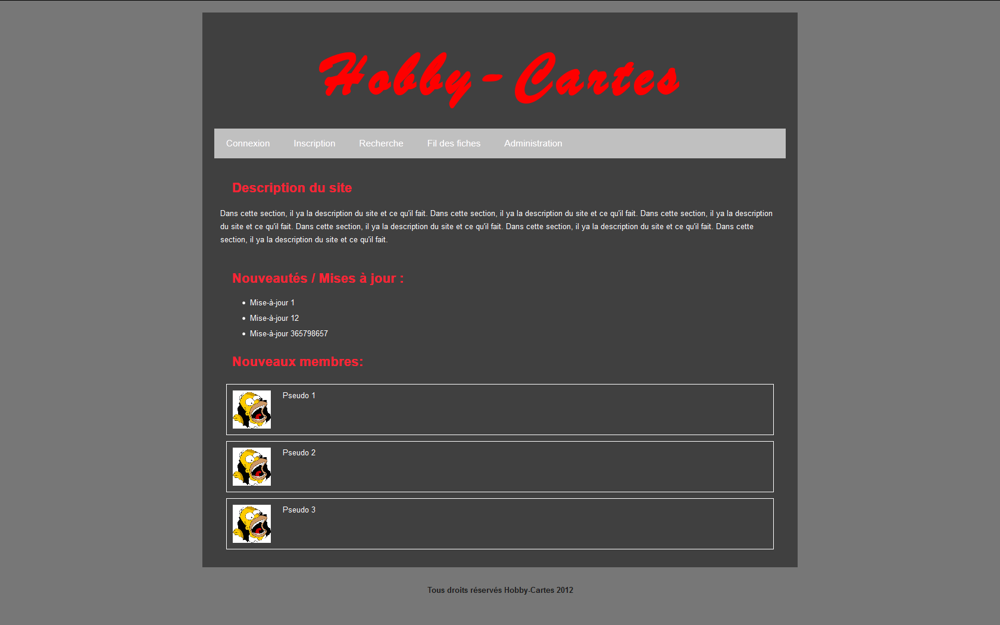 Hobby-Cartes
Connexion Inscription Recherche Fil des fiches Administration
Description du site
Dans cette section, il ya la description du site et ce qu'il fait. Dans cette section, il ya la description du site et ce qu'il fait. Dans cette section, il ya la description
du site et ce qu'il fait. Dans cette section, il ya la description du site et ce qu'il fait. Dans cette section, il ya la description du site et ce qu'il fait. Dans cette
section, il ya la description du site et ce qu'il fait.
Nouveautés / Mises à jour :
• Mise-à-jour 1
• Mise-à-jour 12
• Mise-à-jour 365798657
Nouveaux membres:
Pseudo 1
Pseudo 2
Pseudo 3
Tous droits réservés Hobby-Cartes 2012